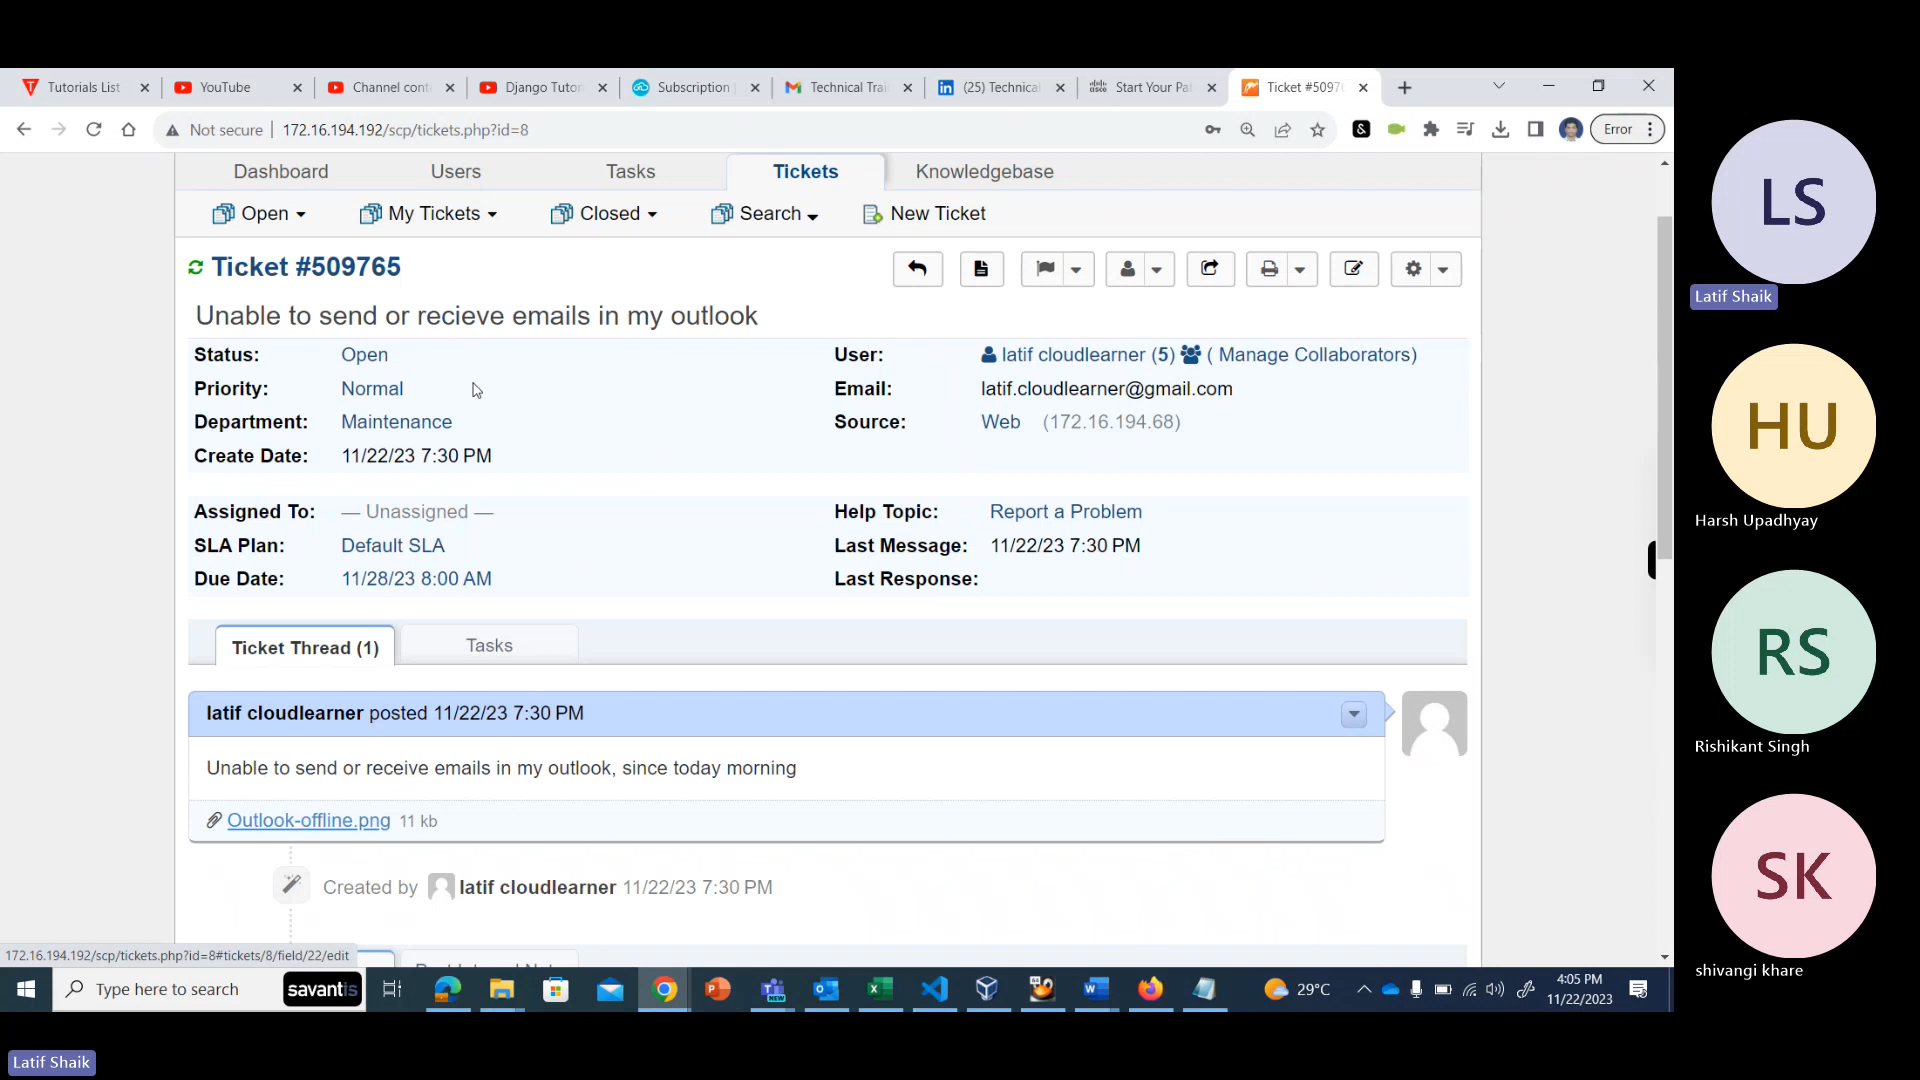 Tutorials List
YouTube
Channel cont
Django Tutor
Subscription
Technical Trai
(25) Technical
Start Your Pat
Ticket #5097
Not secure
172.16.194.192/scp/tickets.php?id=8
Error
Dashboard
Users
Tasks
Tickets
Knowledgebase
Open
My Tickets
Closed
Search
New Ticket
Ticket #509765
Unable to send or recieve emails in my outlook
Status: Open
User: latif cloudlearner (5) ( Manage Collaborators)
Priority: Normal
Email: latif.cloudlearner@gmail.com
Department: Maintenance
Source: Web (172.16.194.68)
Create Date: 11/22/23 7:30 PM
Assigned To: — Unassigned —
Help Topic: Report a Problem
SLA Plan: Default SLA
Last Message: 11/22/23 7:30 PM
Due Date: 11/28/23 8:00 AM
Last Response:
Ticket Thread (1)
Tasks
latif cloudlearner posted 11/22/23 7:30 PM
Unable to send or receive emails in my outlook, since today morning
Outlook-offline.png 11 kb
Created by latif cloudlearner 11/22/23 7:30 PM
172.16.194.192/scp/tickets.php?id=8#tickets/8/field/22/edit
Type here to search
savantis
NEW
29°C
4:05 PM
11/22/2023
LS
Latif Shaik
HU
Harsh Upadhyay
RS
Rishikant Singh
SK
shivangi khare
Latif Shaik